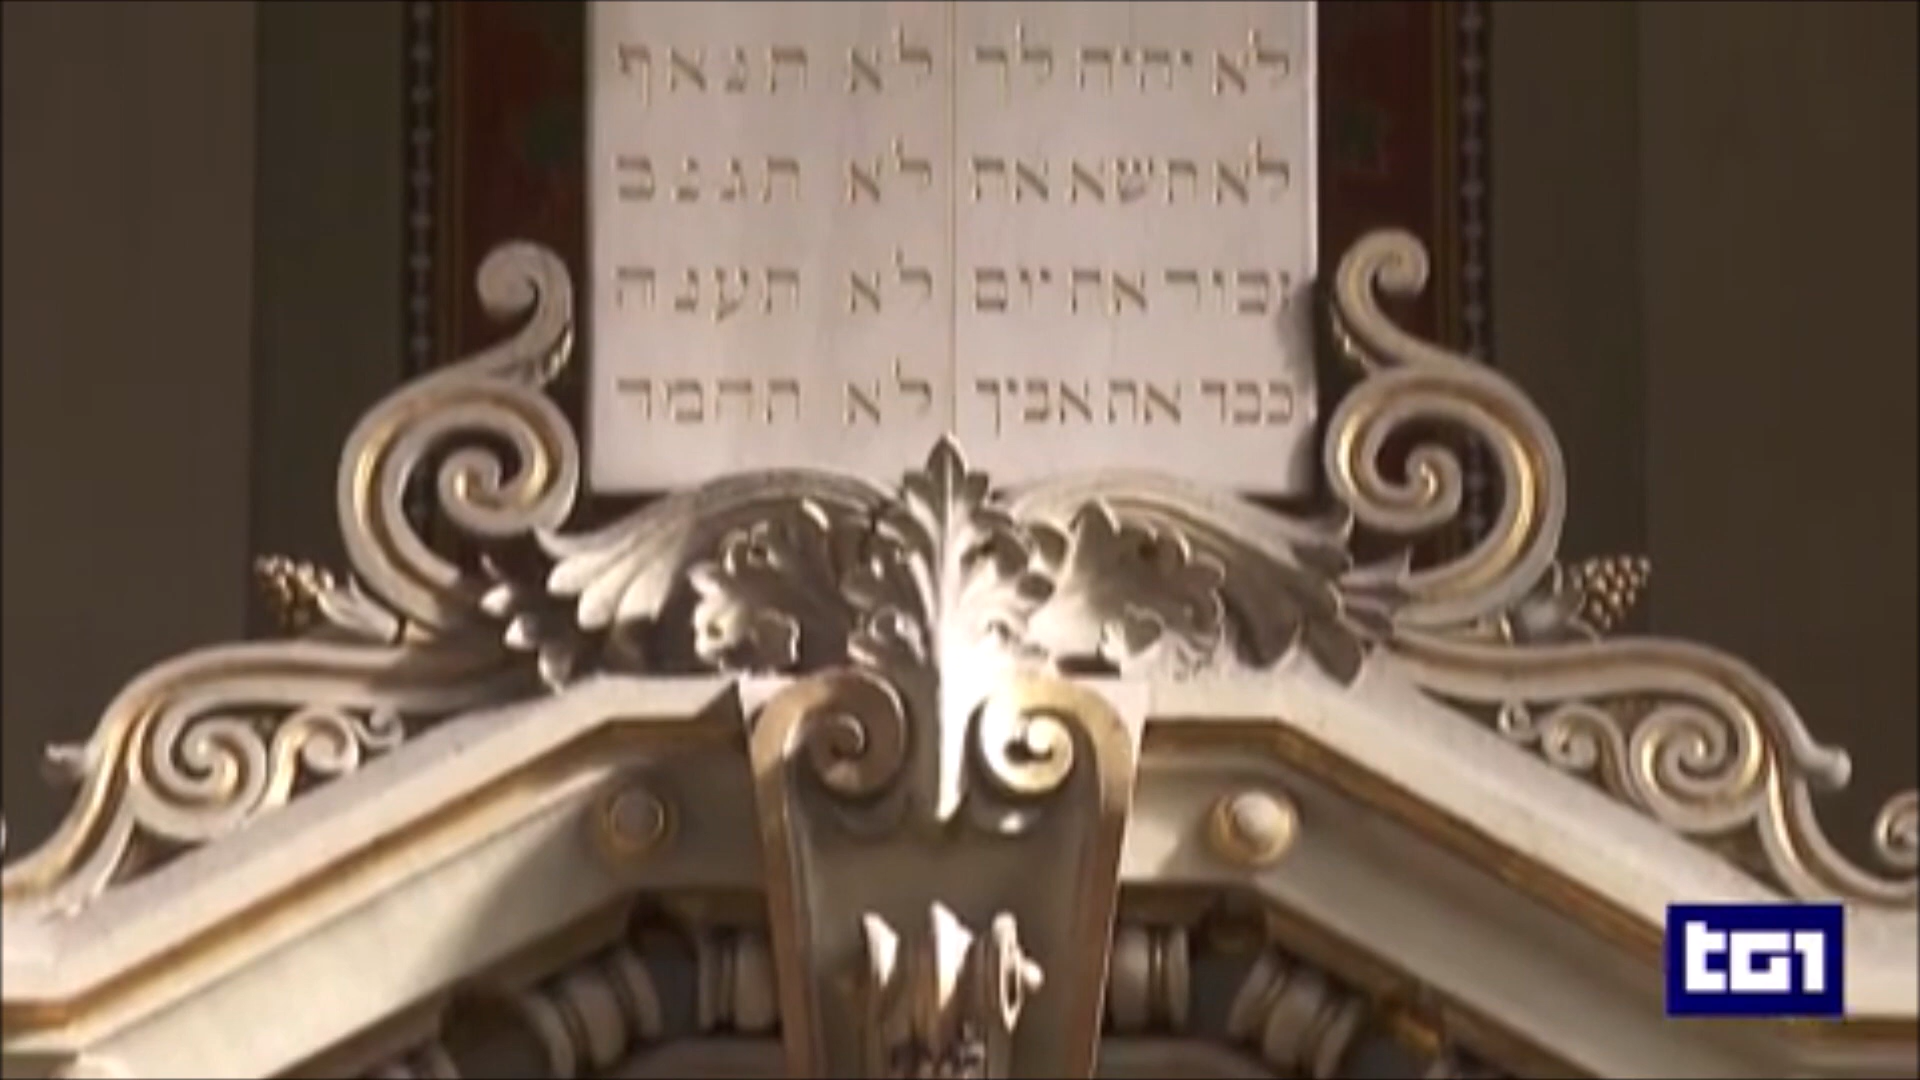 לא יהיה לך
לא תשא את
זכור את יום
כבד את אביך
לא תנאף
לא תגנב
לא תענה
לא תחמד
tG1